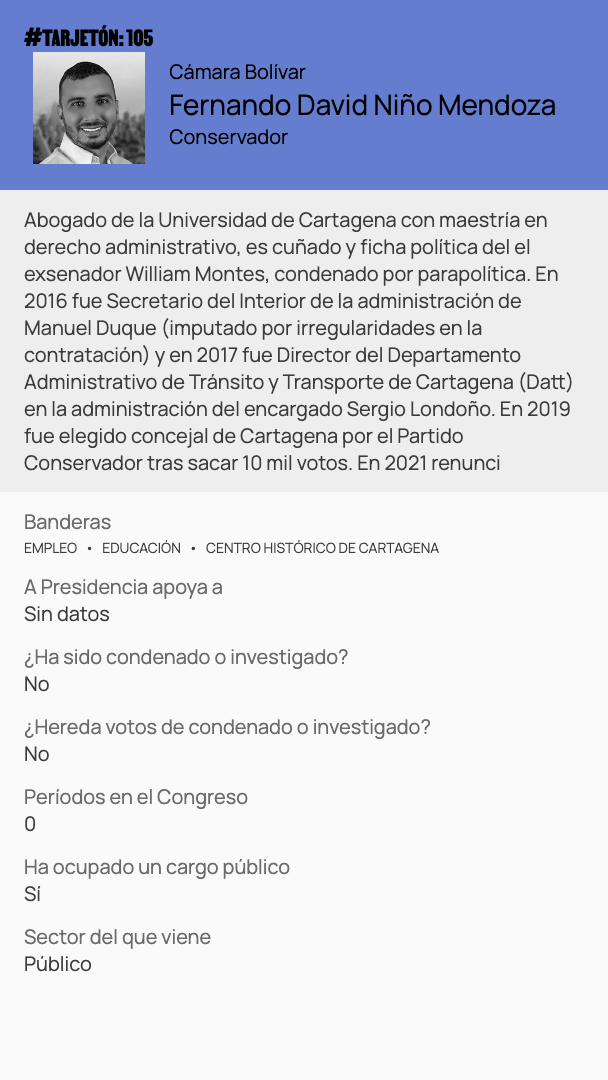 #TARJETÓN: 105
Cámara Bolívar
Fernando David Niño Mendoza
Conservador
Abogado de la Universidad de Cartagena con maestría en
derecho administrativo, es cuñado y ficha política del el
exsenador William Montes, condenado por parapolítica. En
2016 fue Secretario del Interior de la administración de
Manuel Duque (imputado por irregularidades en la
contratación) y en 2017 fue Director del Departamento
Administrativo de Tránsito y Transporte de Cartagena (Datt)
en la administración del encargado Sergio Londoño. En 2019
fue elegido concejal de Cartagena por el Partido
Conservador tras sacar 10 mil votos. En 2021 renunci
Banderas
EMPLEO • EDUCACIÓN • CENTRO HISTÓRICO DE CARTAGENA
A Presidencia apoya a
Sin datos
¿Ha sido condenado o investigado?
No
¿Hereda votos de condenado o investigado?
No
Períodos en el Congreso
0
Ha ocupado un cargo público
Sí
Sector del que viene
Público